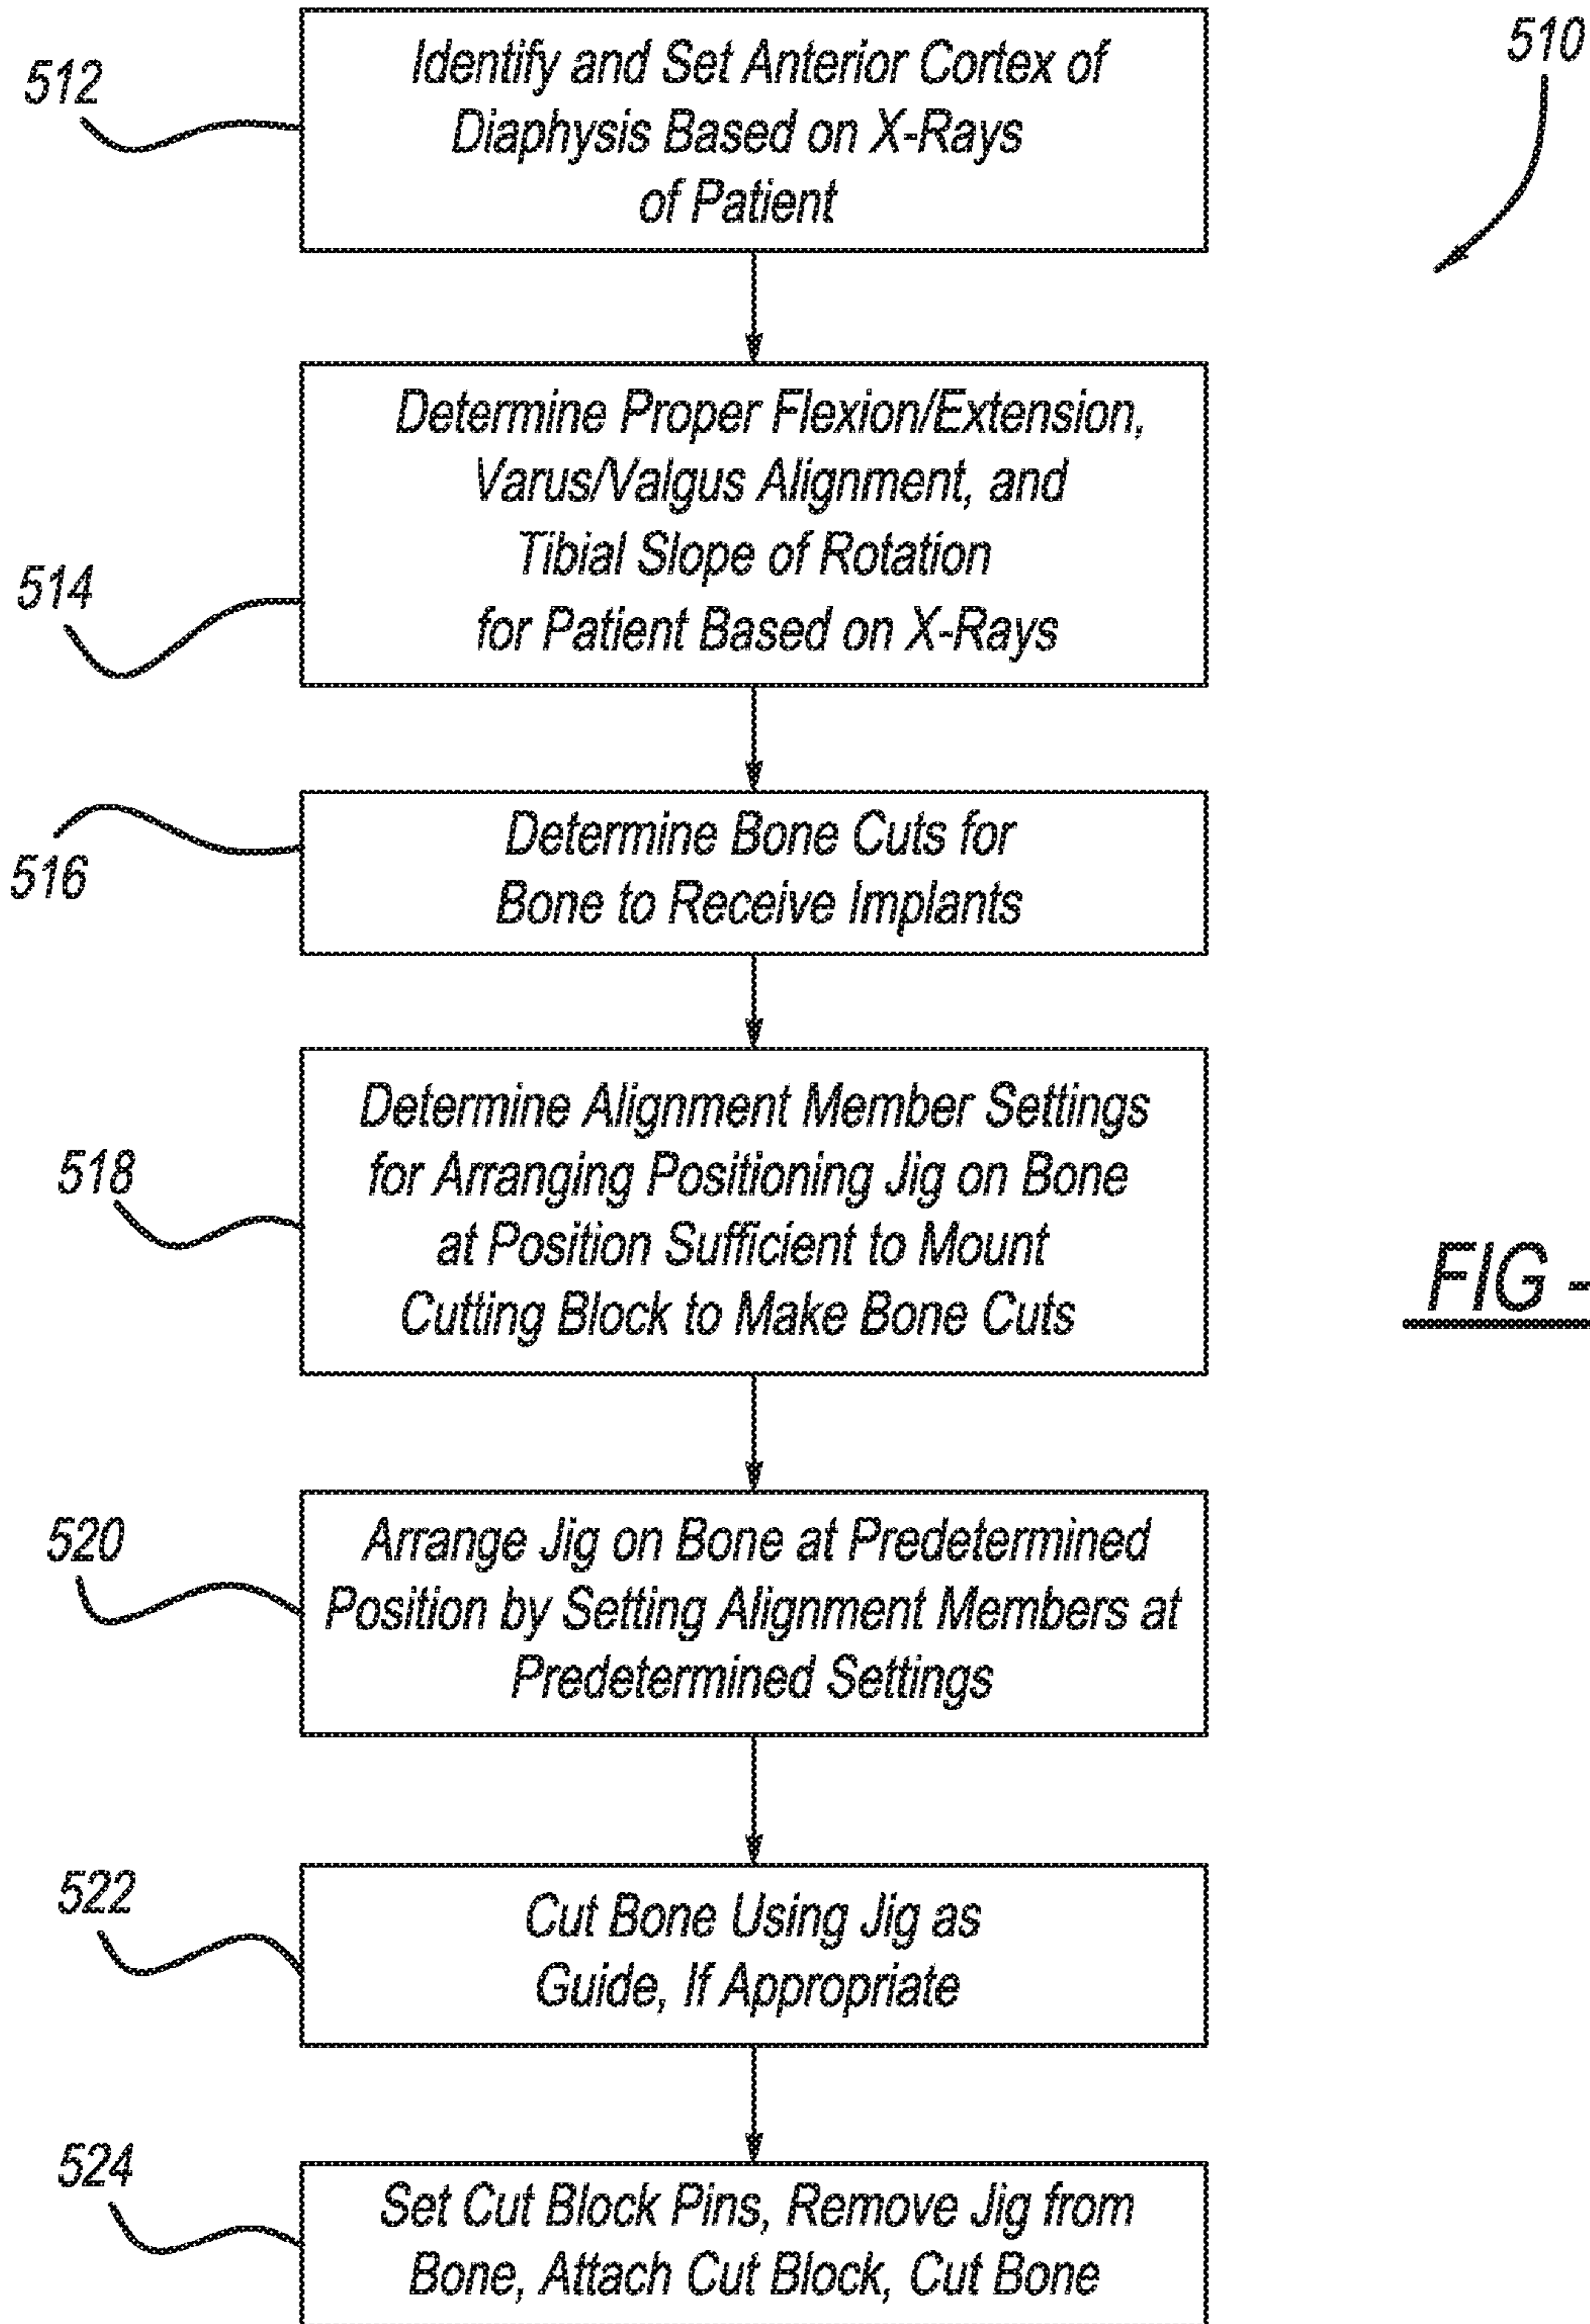 510
512
Identify and Set Anterior Cortex of
Diaphysis Based on X-Rays
of Patient
Determine Proper Flexion/Extension,
Varus/Valgus Alignment, and
Tibial Slope of Rotation
for Patient Based on X-Rays
514
Determine Bone Cuts for
Bone to Receive Implants
516
Determine Alignment Member Settings
for Arranging Positioning Jig on Bone
at Position Sufficient to Mount
Cutting Block to Make Bone Cuts
518
FIG -
520
Arrange Jig on Bone at Predetermined
Position by Setting Alignment Members at
Predetermined Settings
522
Cut Bone Using Jig as
Guide, If Appropriate
524
Set Cut Block Pins, Remove Jig from
Bone, Attach Cut Block, Cut Bone